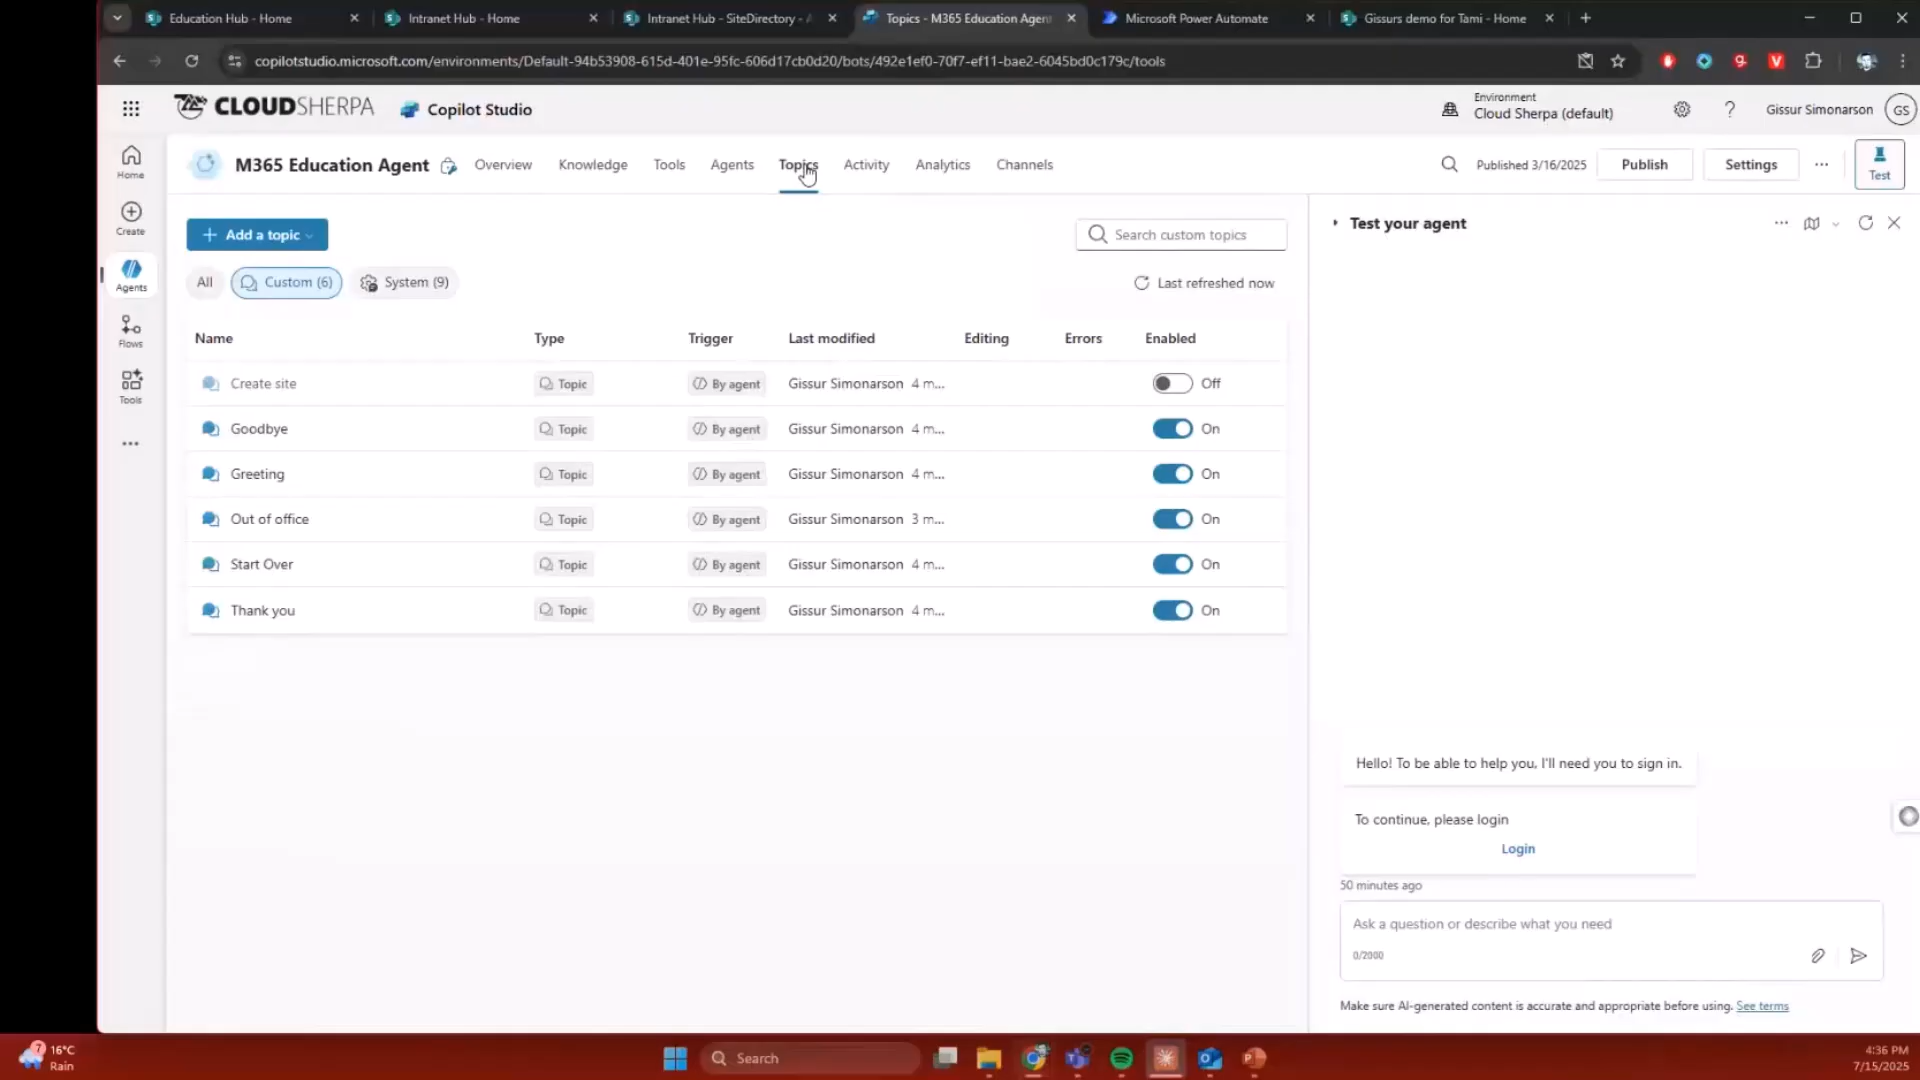 Education Hub - Home
Intranet Hub - Home
Intranet Hub - SiteDirectory - A
Topics - M365 Education Agent
Microsoft Power Automate
Gissurs demo for Tami - Home
copilotstudio.microsoft.com/environments/Default-94b53908-615d-401e-95fc-606d17cb0d20/bots/492e1ef0-70f7-ef11-bae2-6045bd0c179c/tools
CLOUDSHERPA
Copilot Studio
Environment
Cloud Sherpa (default)
?
Gissur Simonarson
GS
Home
Create
Agents
Flows
Tools
M365 Education Agent
Overview
Knowledge
Tools
Agents
Topics
Activity
Analytics
Channels
Published 3/16/2025
Publish
Settings
Test
+ Add a topic
Search custom topics
All
Custom (6)
System (9)
Last refreshed now
Name Type Trigger Last modified Editing Errors Enabled
Create site Topic By agent Gissur Simonarson 4 m... Off
Goodbye Topic By agent Gissur Simonarson 4 m... On
Greeting Topic By agent Gissur Simonarson 4 m... On
Out of office Topic By agent Gissur Simonarson 3 m... On
Start Over Topic By agent Gissur Simonarson 4 m... On
Thank you Topic By agent Gissur Simonarson 4 m... On
Test your agent
Hello! To be able to help you, I'll need you to sign in.
To continue, please login
Login
50 minutes ago
Ask a question or describe what you need
0/2000
Make sure AI-generated content is accurate and appropriate before using. See terms
7
16°C
Rain
Search
4:36 PM
7/15/2025